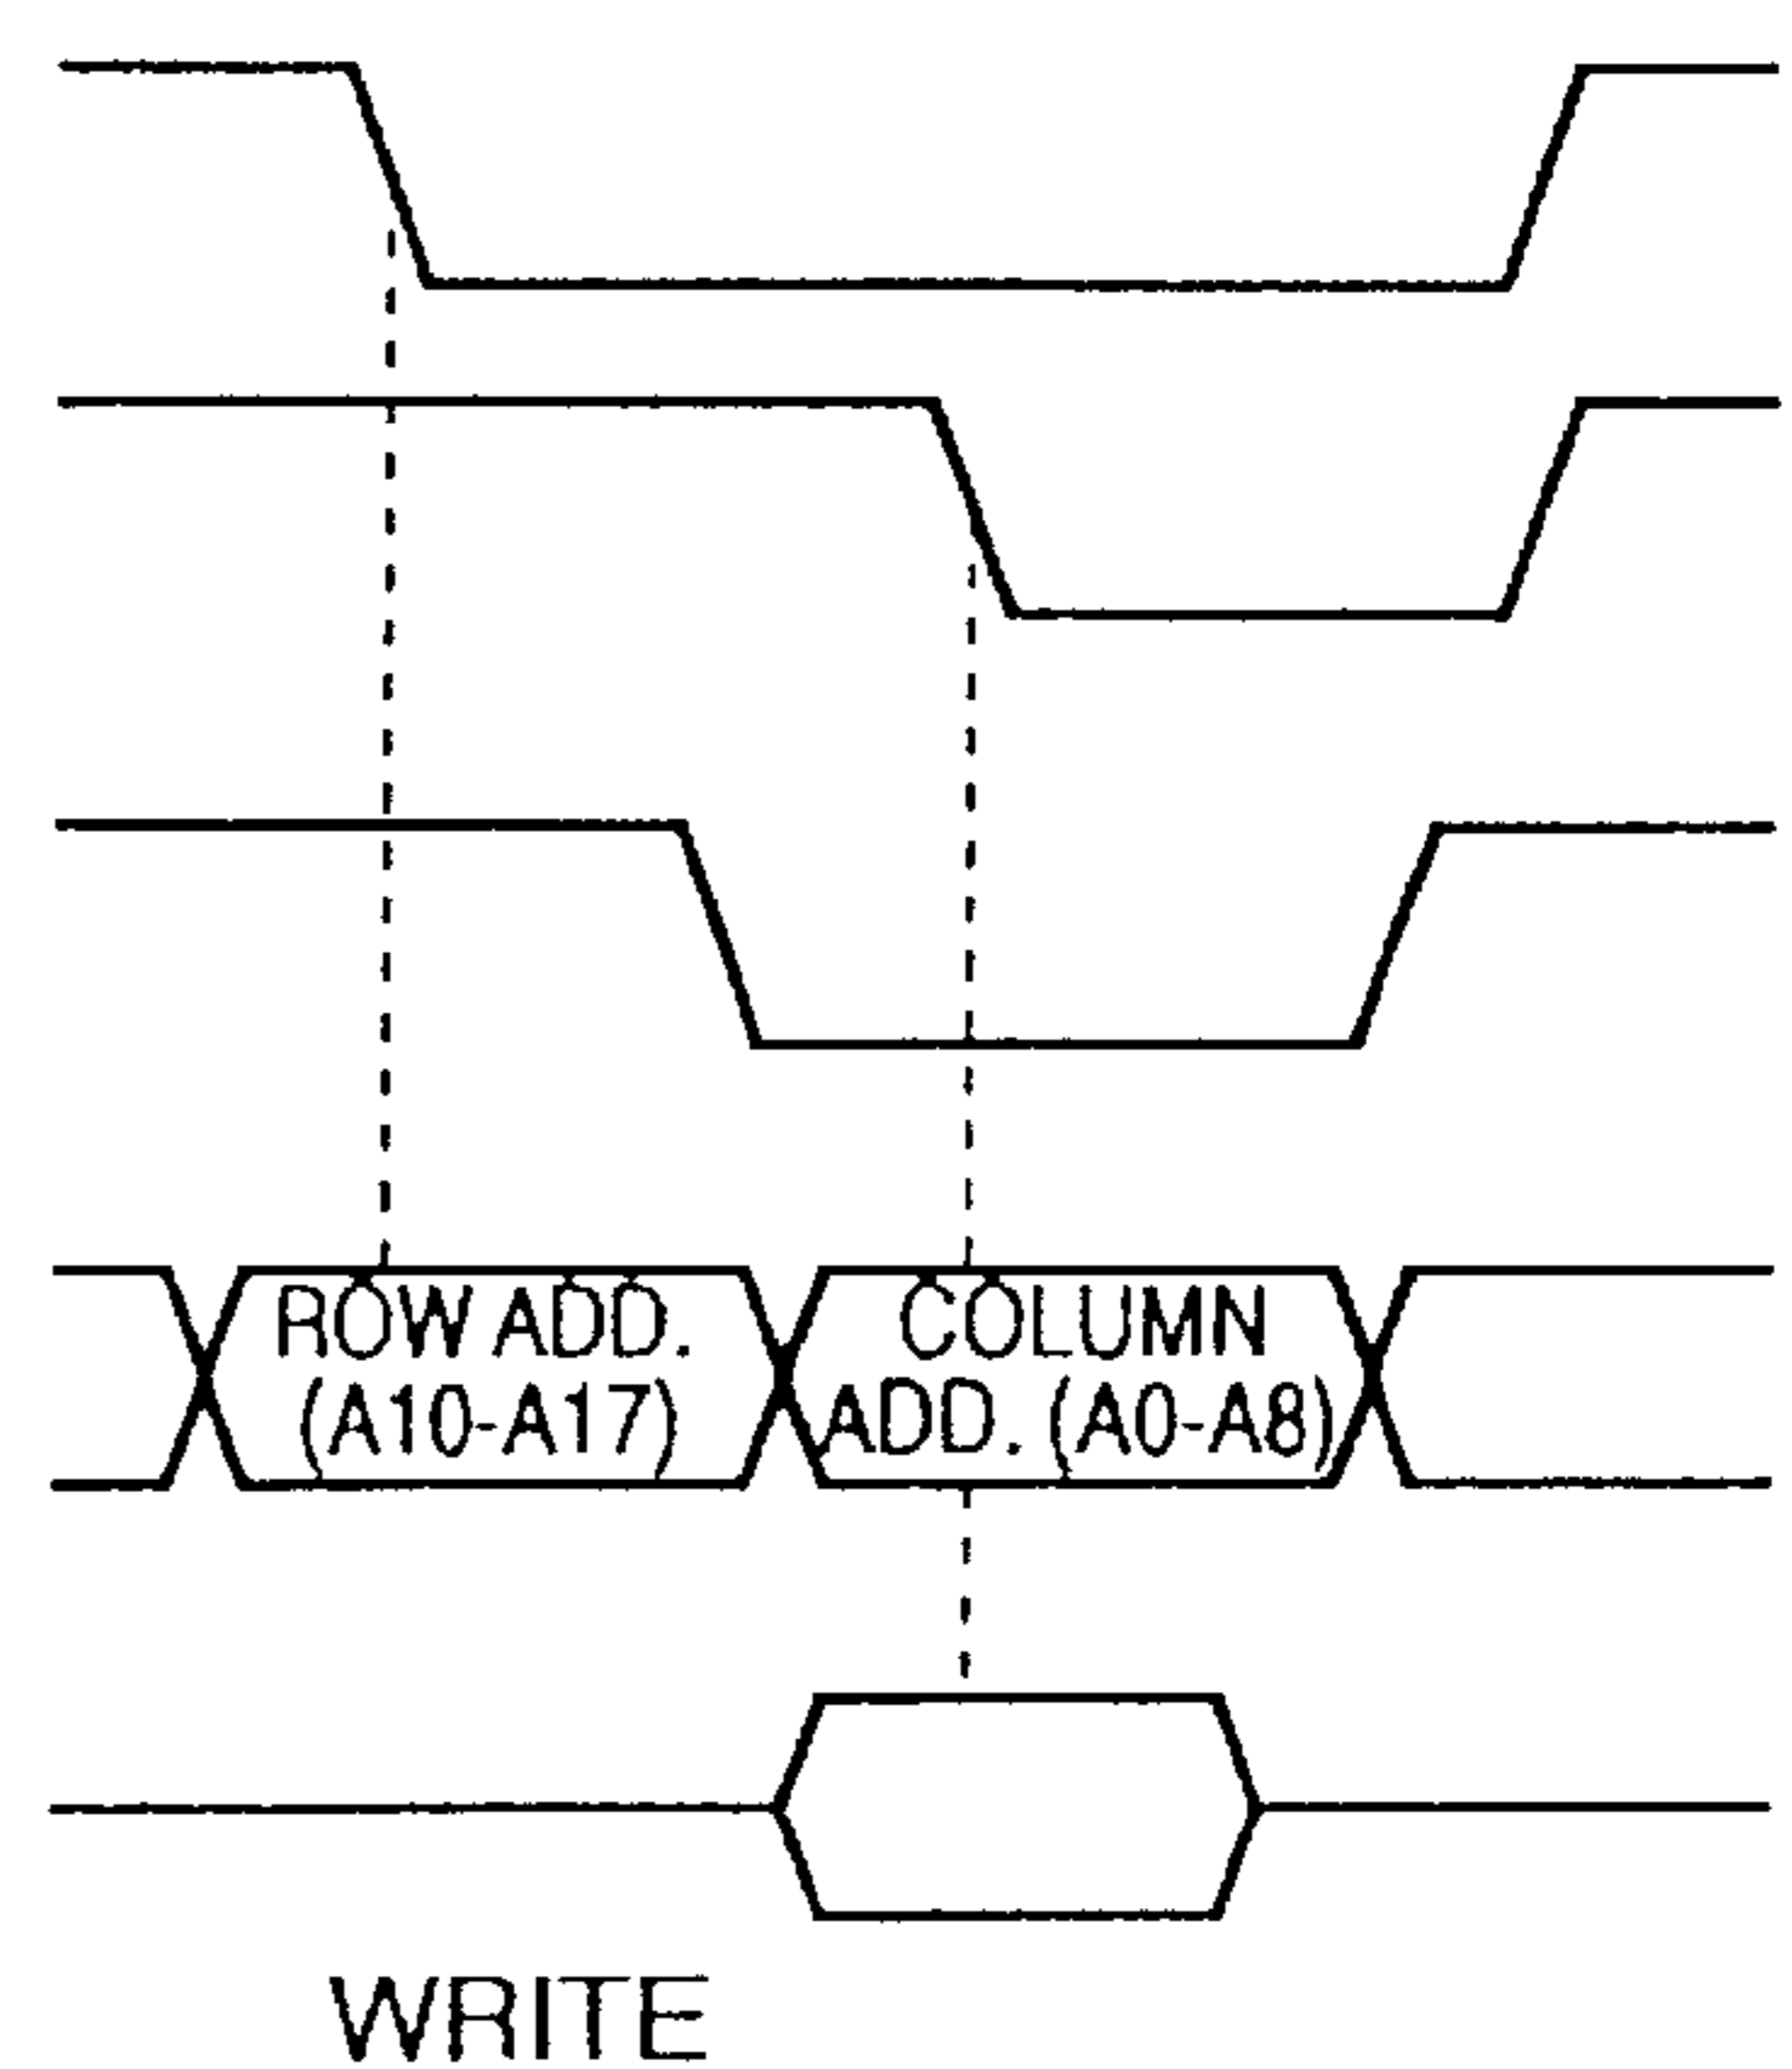 ROW ADD.
(A10-A17)
COLUMN
ADD. (A0-A8)
WRITE